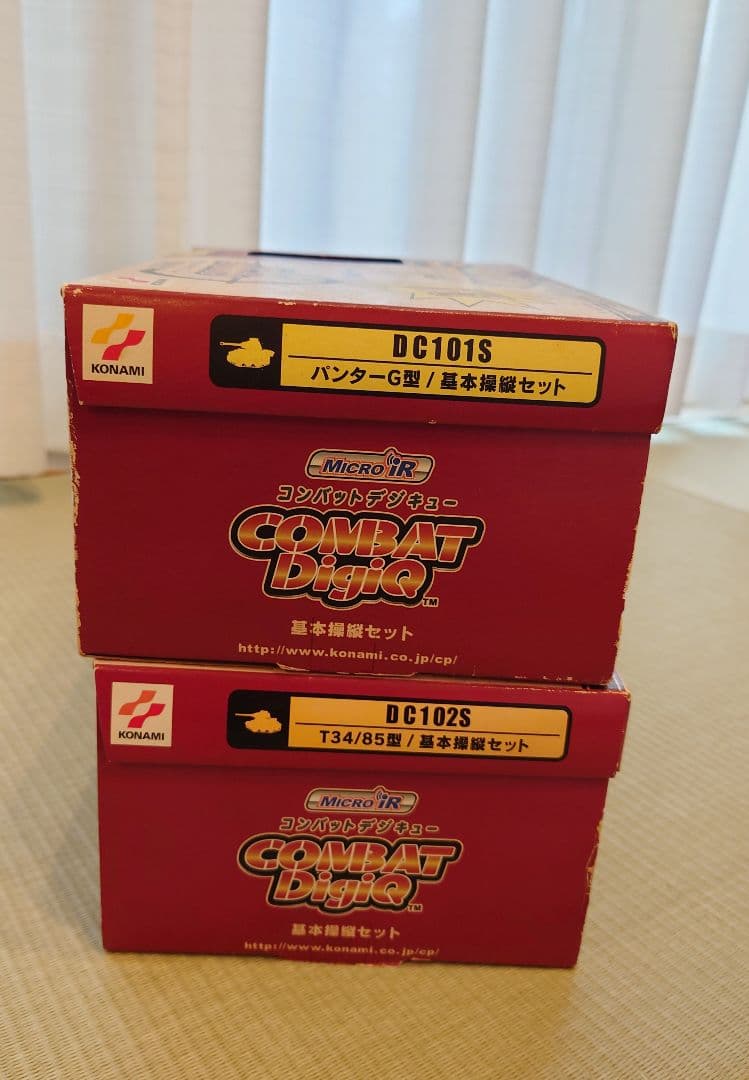 KONAMI
DC101S
パンターG型 / 基本操縦セット
MICRO iR
コンバットデジキュー
COMBAT
DigiQ™
基本操縦セット
http://www.konami.co.jp/cp/
KONAMI
DC102S
T34/85型 / 基本操縦セット
MICRO iR
コンバットデジキュー
COMBAT
DigiQ™
基本操縦セット
http://www.konami.co.jp/cp/